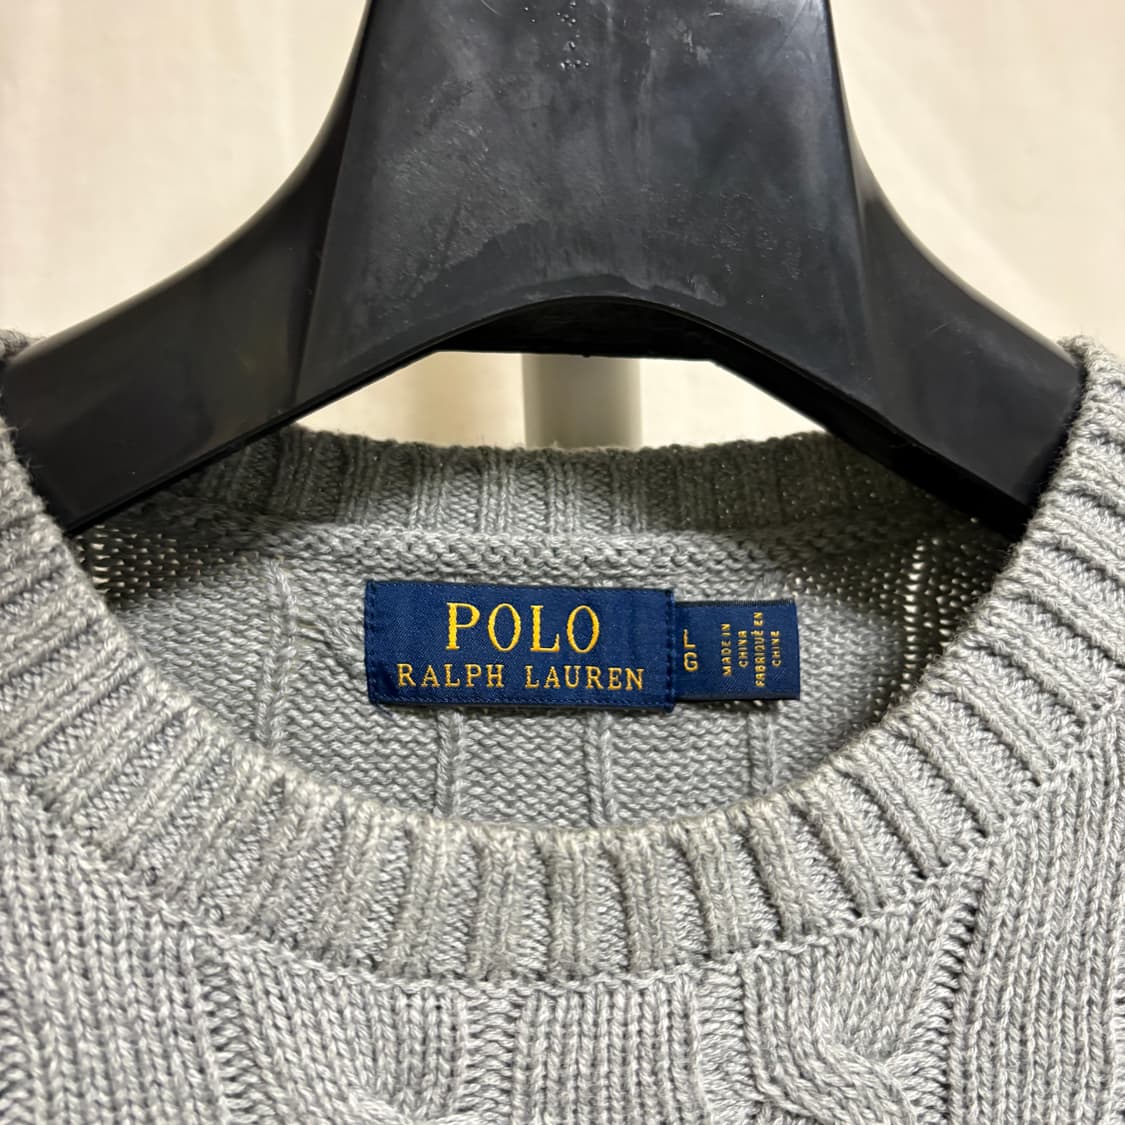 POLO
RALPH LAUREN
L
G
MADE IN
CHINA
FABRIQUÉ EN
CHINE